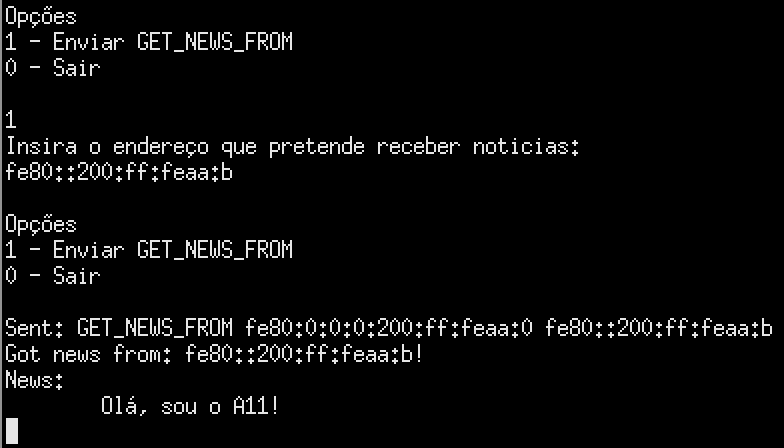 Opções
1 - Enviar GET_NEWS_FROM
0 - Sair
1
Insira o endereço que pretende receber noticias:
fe80::200:ff:feaa:b
Opções
1 - Enviar GET_NEWS_FROM
0 - Sair
Sent: GET_NEWS_FROM fe80:0:0:0:200:ff:feaa:0 fe80::200:ff:feaa:b
Got news from: fe80::200:ff:feaa:b!
News:
Olá, sou o A11!